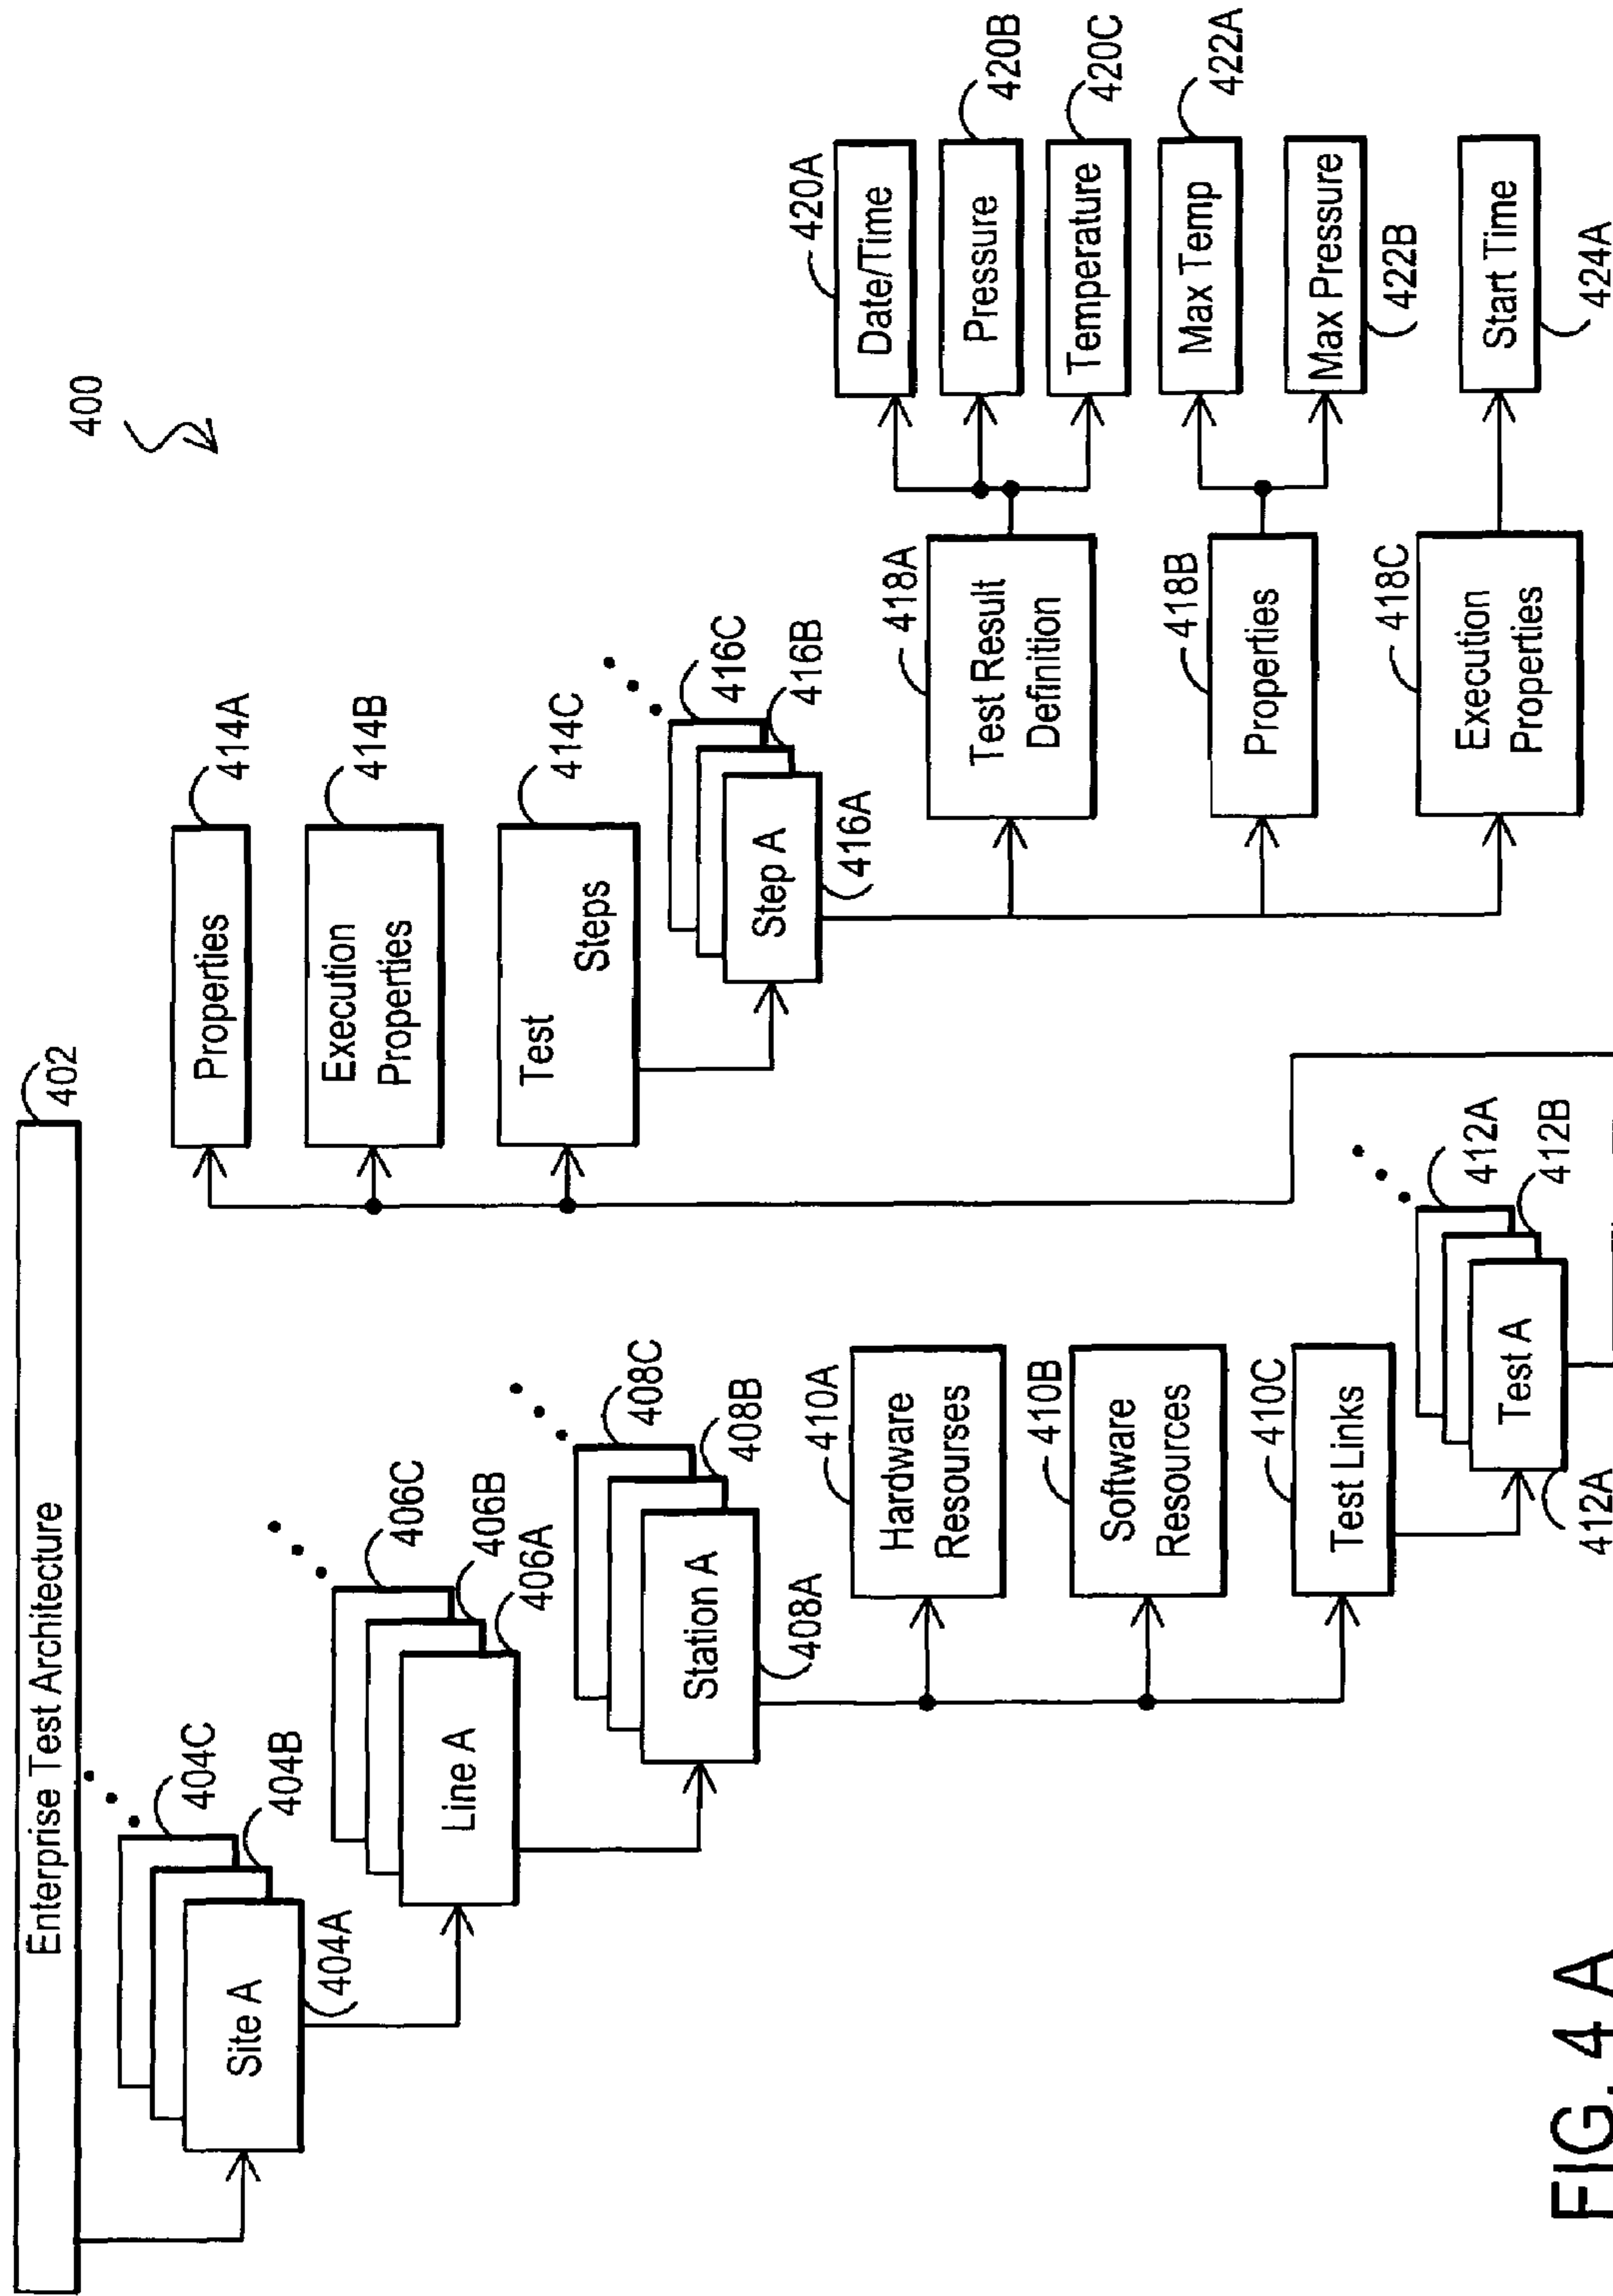 400
Enterprise Test Architecture
402
404C
404B
Site A
404A
406C
406B
406A
Line A
408C
408B
Station A
408A
410A
Hardware
Resourses
410B
Software
Resources
410C
Test Links
412A
412B
Test A
412A
Properties
414A
Execution
Properties
414B
Test
Steps
414C
416C
416B
Step A
416A
418A
Test Result
Definition
418B
Properties
418C
Execution
Properties
420A
Date/Time
420B
Pressure
420C
Temperature
422A
Max Temp
Max Pressure
422B
Start Time
424A
FIG. 4 A